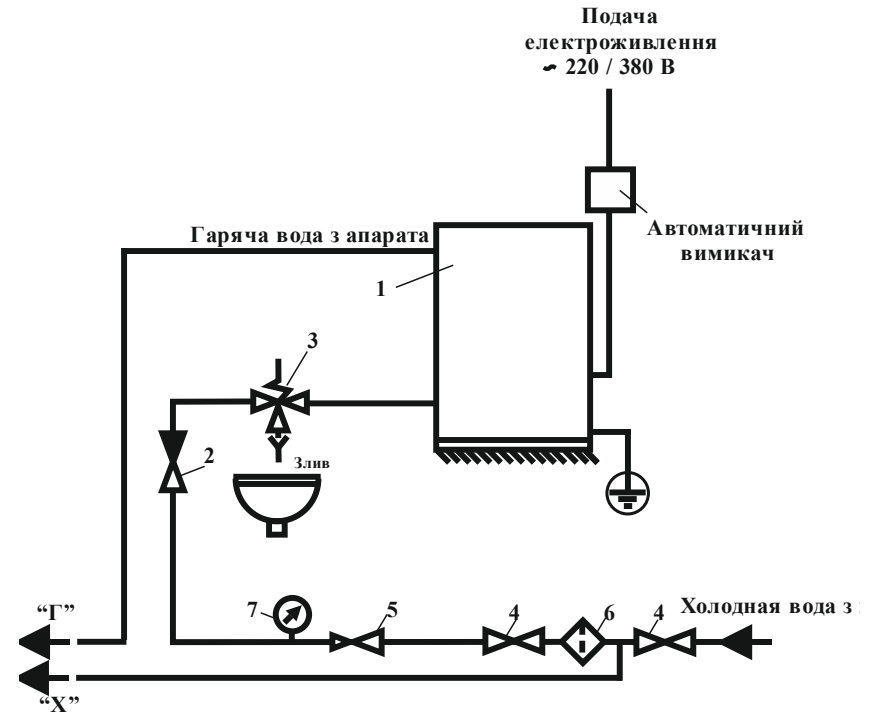 Подача
електроживлення
~ 220 / 380 В
Гаряча вода з апарата
Автоматичний
вимикач
1
3
2
Злив
“Г”
7
5
4
6
4
Холодная вода з
“Х”